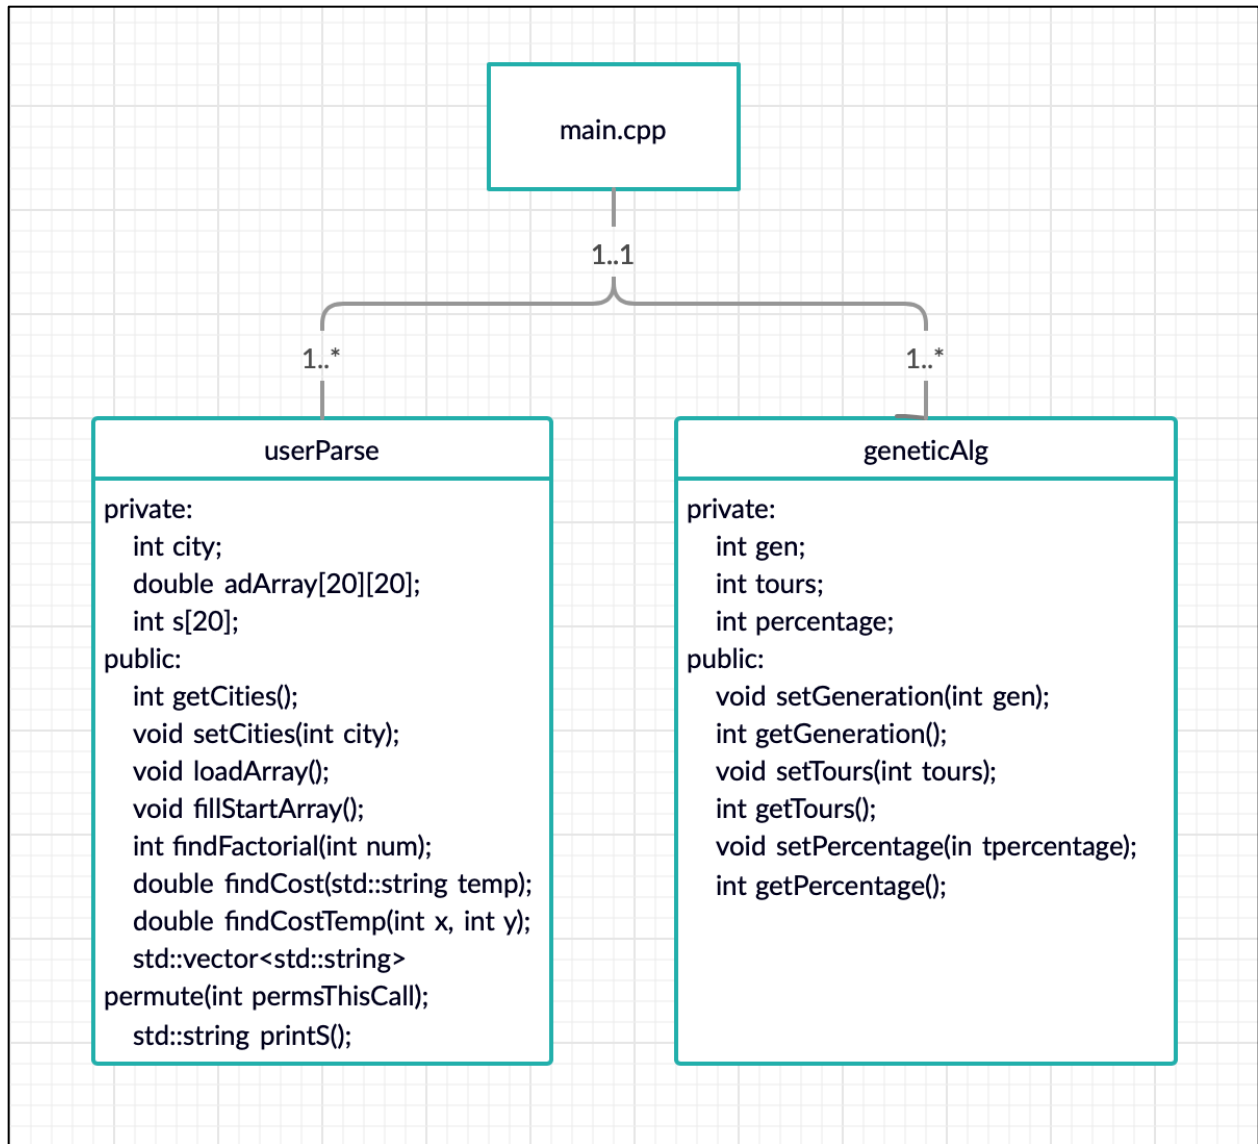 main.cpp
1..1
1..*
1..*
userParse
private:
int city;
double adArray[20][20];
int s[20];
public:
int getCities();
void setCities(int city);
void loadArray();
void fillStartArray();
int findFactorial(int num);
double findCost(std::string temp);
double findCostTemp(int x, int y);
std::vector<std::string>
permute(int permsThisCall);
std::string printS();
geneticAlg
private:
int gen;
int tours;
int percentage;
public:
void setGeneration(int gen);
int getGeneration();
void setTours(int tours);
int getTours();
void setPercentage(in tpercentage);
int getPercentage();